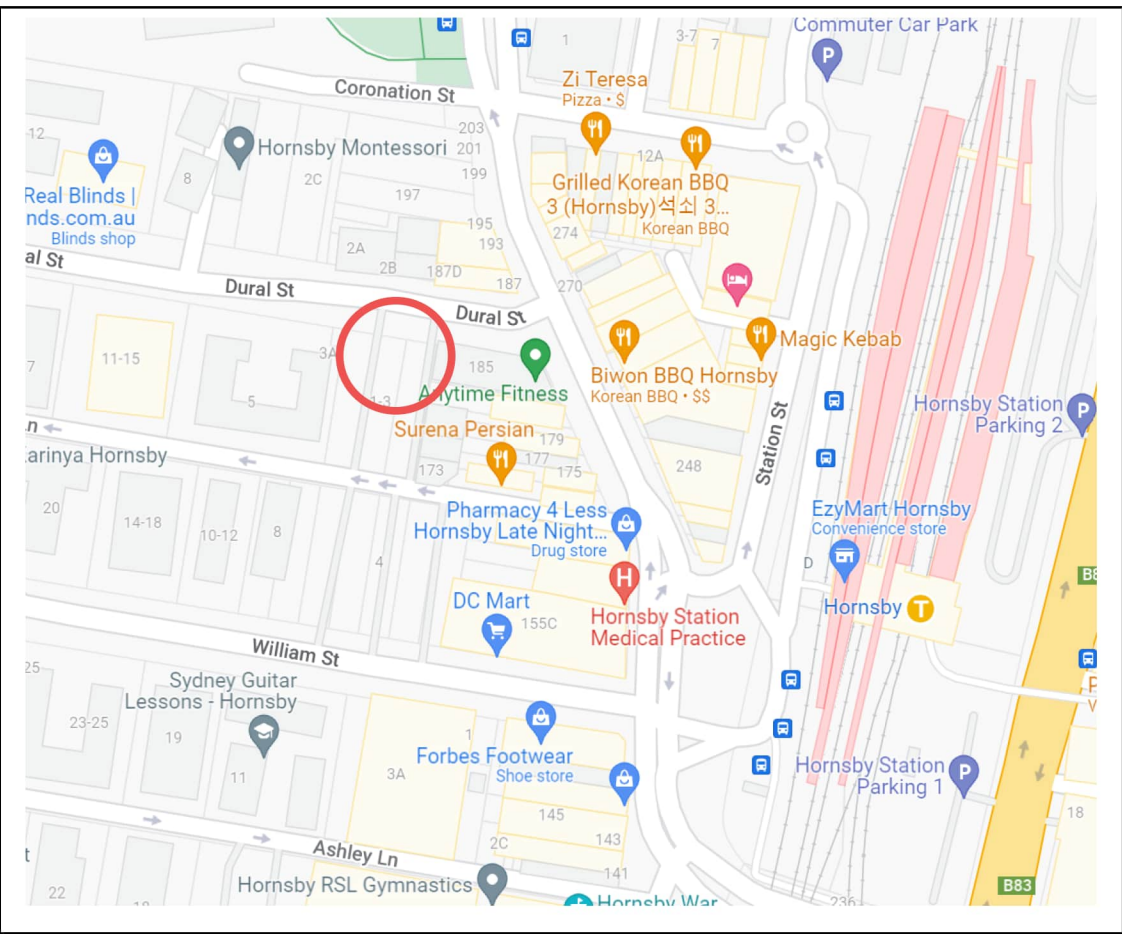 Commuter Car Park
P
1
3-7
7
Zi Teresa
Pizza • $
Coronation St
203
12
Hornsby Montessori
201
12A
8
2C
199
Real Blinds |
nds.com.au
Blinds shop
197
Grilled Korean BBQ
3 (Hornsby)석쇠 3...
Korean BBQ
195
193
274
2A
2B
187D
187
270
al St
Dural St
Dural St
Magic Kebab
7
11-15
3A
185
Anytime Fitness
Biwon BBQ Hornsby
Korean BBQ • $$
5
1-3
Hornsby Station
Parking 2
P
Station St
Surena Persian
179
177
175
173
248
arinya Hornsby
20
14-18
10-12
8
4
Pharmacy 4 Less
Hornsby Late Night...
Drug store
EzyMart Hornsby
Convenience store
D
H
Hornsby Station
Medical Practice
Hornsby
T
DC Mart
155C
William St
25
Sydney Guitar
Lessons - Hornsby
23-25
19
11
1
3A
Forbes Footwear
Shoe store
Hornsby Station
Parking 1
P
145
143
141
2C
18
Ashley Ln
t
22
Hornsby RSL Gymnastics
Hornsby War
236
B83